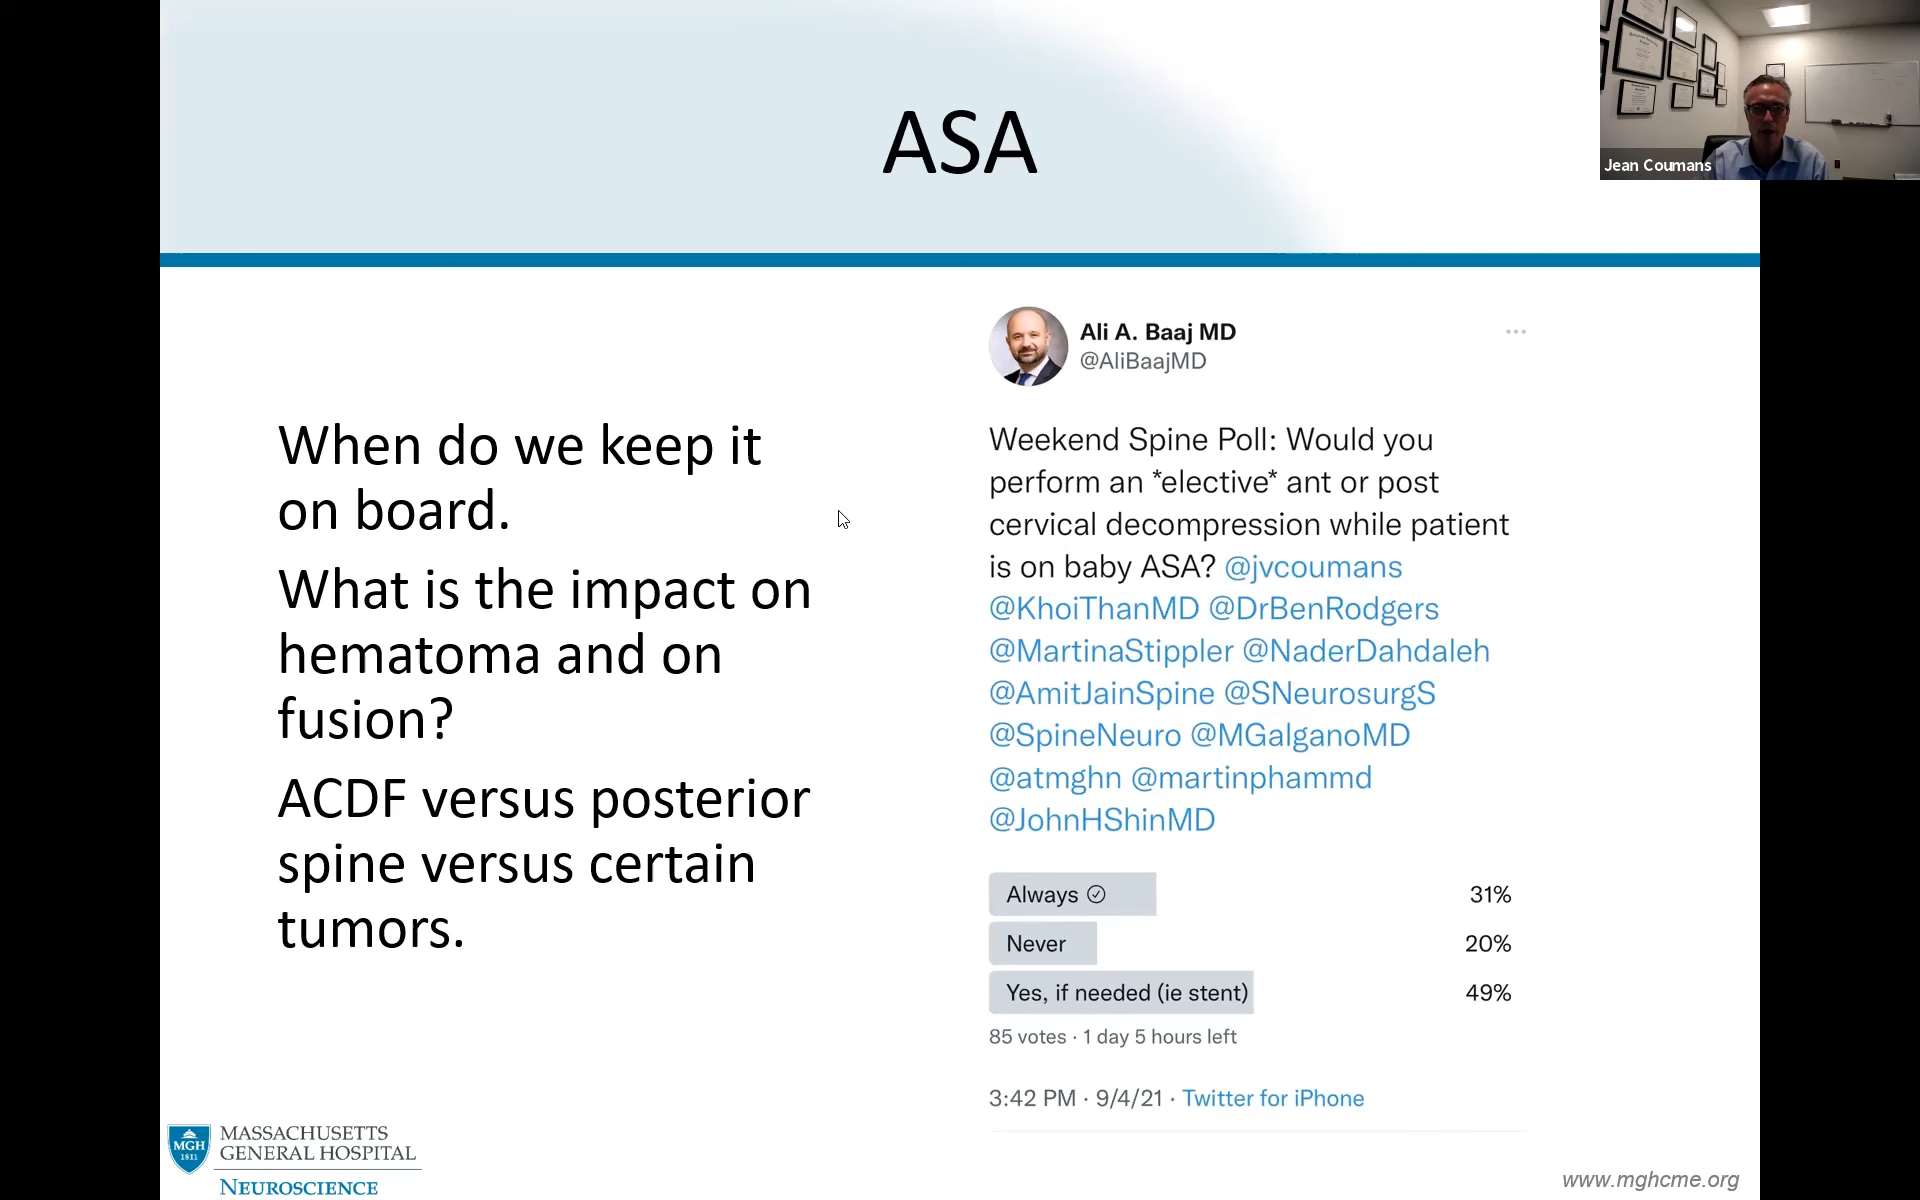 ASA
Jean Coumans
When do we keep it
on board.
What is the impact on
hematoma and on
fusion?
ACDF versus posterior
spine versus certain
tumors.
Ali A. Baaj MD
@AliBaajMD
Weekend Spine Poll: Would you
perform an *elective* ant or post
cervical decompression while patient
is on baby ASA? @jvcoumans
@KhoiThanMD @DrBenRodgers
@MartinaStippler @NaderDahdaleh
@AmitJainSpine @SNeurosurgS
@SpineNeuro @MGalganoMD
@atmghn @martinphammd
@JohnHShinMD
Always 31%
Never 20%
Yes, if needed (ie stent) 49%
85 votes · 1 day 5 hours left
3:42 PM · 9/4/21 · Twitter for iPhone
MGH
1811
MASSACHUSETTS
GENERAL HOSPITAL
NEUROSCIENCE
www.mghcme.org